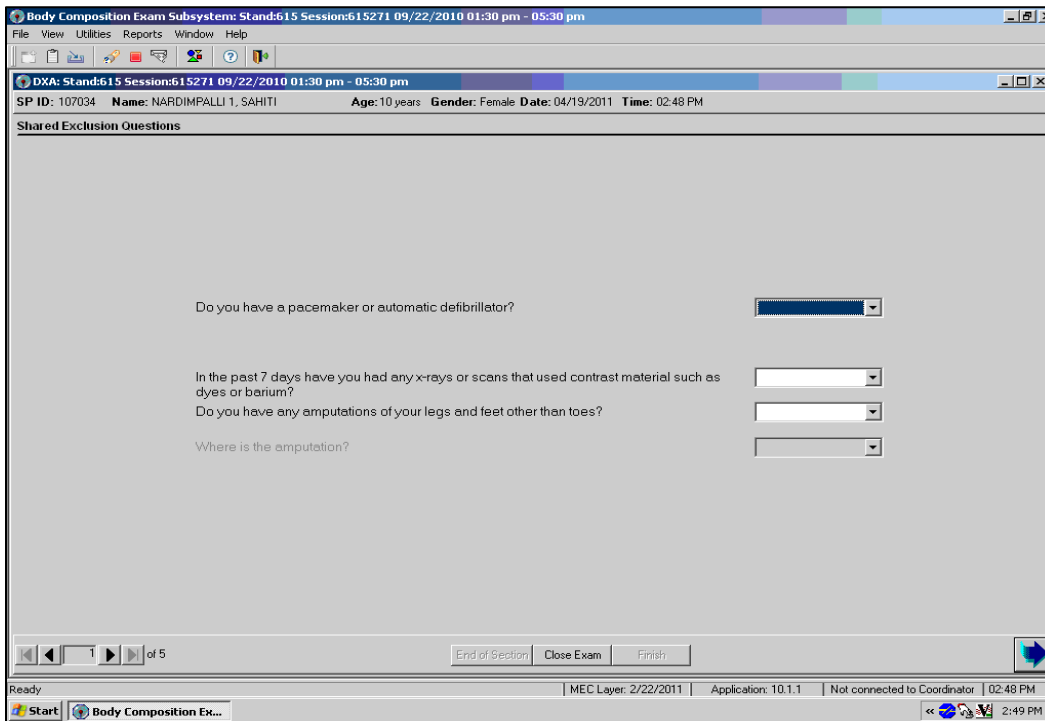 Body Composition Exam Subsystem: Stand:615 Session:615271 09/22/2010 01:30 pm - 05:30 pm
File View Utilities Reports Window Help
DXA: Stand:615 Session:615271 09/22/2010 01:30 pm - 05:30 pm
SP ID: 107034 Name: NARDIMPALLI 1, SAHITI Age: 10 years Gender: Female Date: 04/19/2011 Time: 02:48 PM
Shared Exclusion Questions
Do you have a pacemaker or automatic defibrillator?
In the past 7 days have you had any x-rays or scans that used contrast material such as
dyes or barium?
Do you have any amputations of your legs and feet other than toes?
Where is the amputation?
1 of 5 End of Section Close Exam Finish
Ready MEC Layer: 2/22/2011 Application: 10.1.1 Not connected to Coordinator 02:48 PM
Start Body Composition Ex... « 2:49 PM